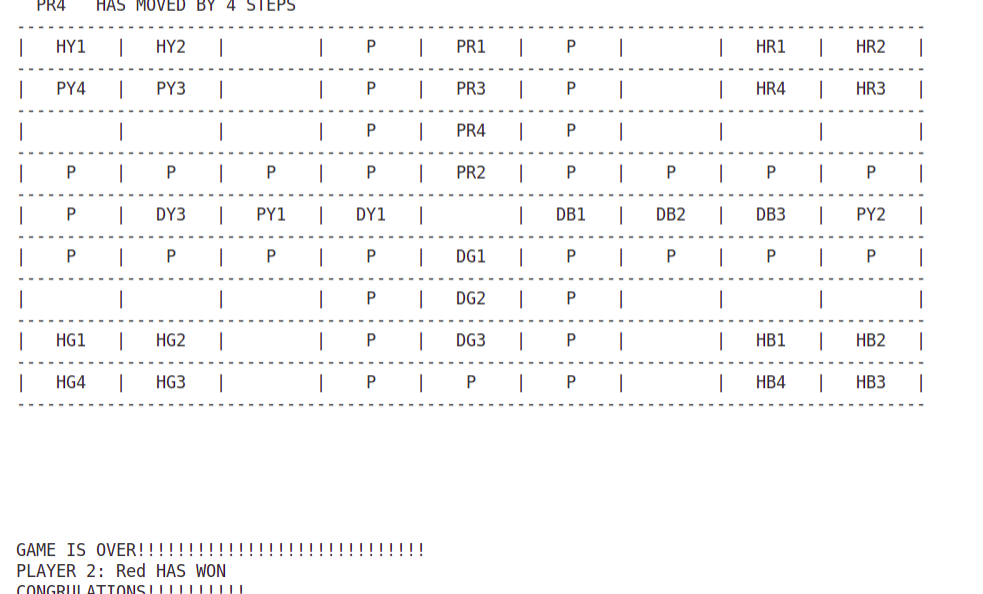 PR4 HAS MOVED BY 4 STEPS
-------------------------------------------------------------------------------------------
| HY1 | HY2 | | P | PR1 | P | | HR1 | HR2 |
-------------------------------------------------------------------------------------------
| PY4 | PY3 | | P | PR3 | P | | HR4 | HR3 |
-------------------------------------------------------------------------------------------
| | | | P | PR4 | P | | | |
-------------------------------------------------------------------------------------------
| P | P | P | P | PR2 | P | P | P | P |
-------------------------------------------------------------------------------------------
| P | DY3 | PY1 | DY1 | | DB1 | DB2 | DB3 | PY2 |
-------------------------------------------------------------------------------------------
| P | P | P | P | DG1 | P | P | P | P |
-------------------------------------------------------------------------------------------
| | | | P | DG2 | P | | | |
-------------------------------------------------------------------------------------------
| HG1 | HG2 | | P | DG3 | P | | HB1 | HB2 |
-------------------------------------------------------------------------------------------
| HG4 | HG3 | | P | P | P | | HB4 | HB3 |
-------------------------------------------------------------------------------------------
GAME IS OVER!!!!!!!!!!!!!!!!!!!!!!!!!!!!!
PLAYER 2: Red HAS WON
CONGRULATIONS!!!!!!!!!!